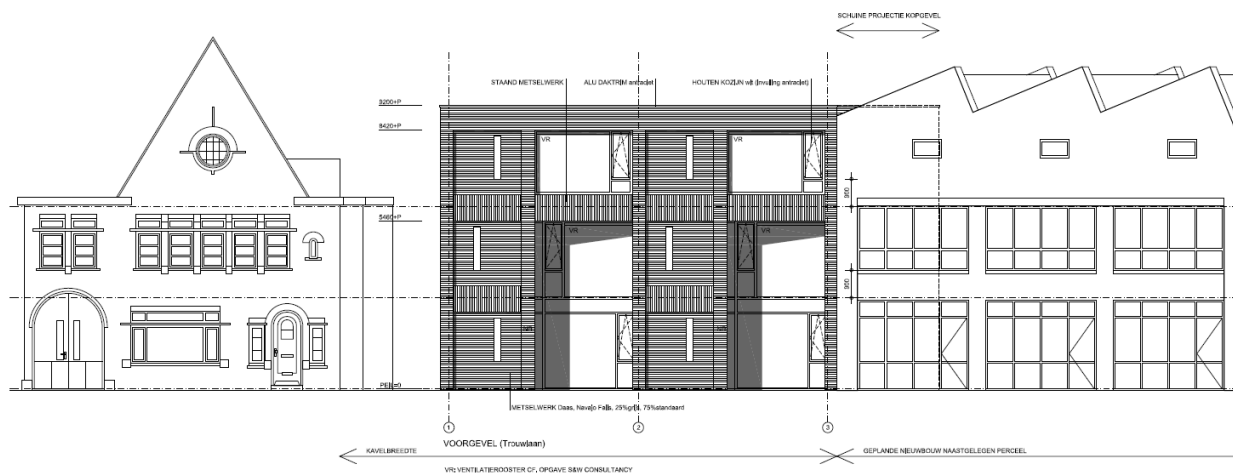 SCHUINE PROJECTIE KOPGEVEL
STAAND METSELWERK
ALU DAKTRIM antraciet
HOUTEN KOZIJN wit (invulling antraciet)
9200+P
8420+P
VR
VR
900
5460+P
VR
VR
900
VR
VR
PEIL=0
METSELWERK Daas, Navajo Falls, 25%grijs, 75%standaard
1
2
3
VOORGEVEL (Trouwlaan)
KAVELBREEDTE
GEPLANDE NIEUWBOUW NAASTGELEGEN PERCEEL
VR: VENTILATIEROOSTER CF. OPGAVE S&W CONSULTANCY